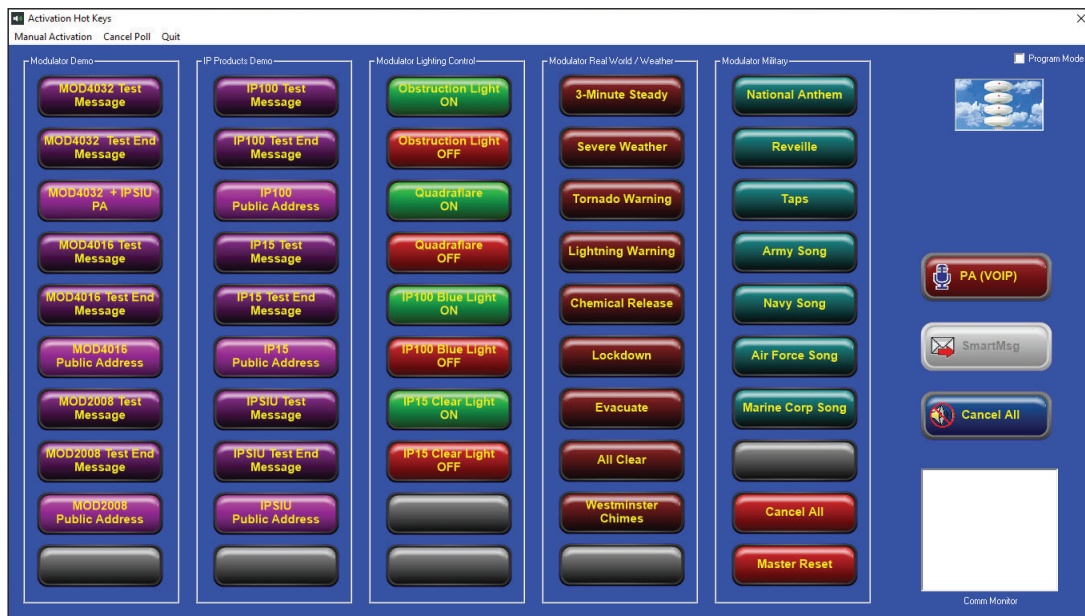 Activation Hot Keys
Manual Activation Cancel Poll Quit
Modulator Demo
MOD4032 Test
Message
MOD4032 Test End
Message
MOD4032 + IPSIU
PA
MOD4016 Test
Message
MOD4016 Test End
Message
MOD4016
Public Address
MOD2008 Test
Message
MOD2008 Test End
Message
MOD2008
Public Address
IP Products Demo
IP100 Test
Message
IP100 Test End
Message
IP100
Public Address
IP15 Test
Message
IP15 Test End
Message
IP15
Public Address
IPSIU Test
Message
IPSIU Test End
Message
IPSIU
Public Address
Modulator Lighting Control
Obstruction Light
ON
Obstruction Light
OFF
Quadraflare
ON
Quadraflare
OFF
IP100 Blue Light
ON
IP100 Blue Light
OFF
IP15 Clear Light
ON
IP15 Clear Light
OFF
Modulator Real World / Weather
3-Minute Steady
Severe Weather
Tornado Warning
Lightning Warning
Chemical Release
Lockdown
Evacuate
All Clear
Westminster
Chimes
Modulator Military
National Anthem
Reveille
Taps
Army Song
Navy Song
Air Force Song
Marine Corp Song
Cancel All
Master Reset
Program Mode
PA (VOIP)
SmartMsg
Cancel All
Comm Monitor